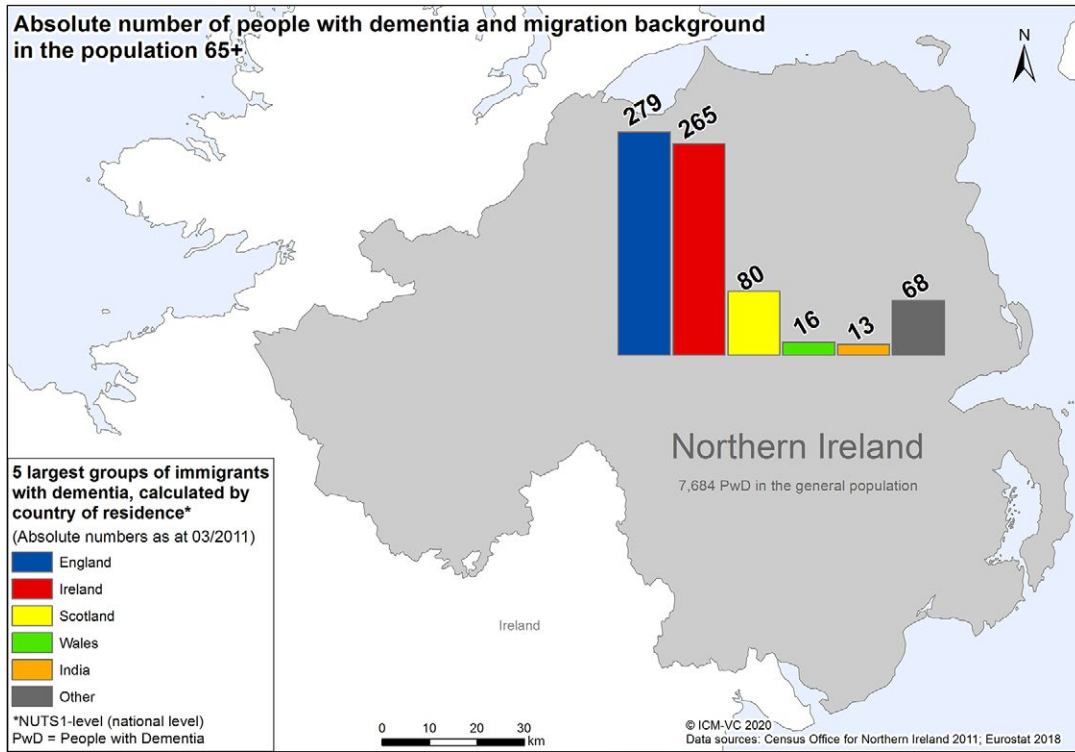 Absolute number of people with dementia and migration background
in the population 65+
N
279
265
80
16
13
68
Northern Ireland
7,684 PwD in the general population
5 largest groups of immigrants
with dementia, calculated by
country of residence*
(Absolute numbers as at 03/2011)
England
Ireland
Scotland
Wales
India
Other
*NUTS1-level (national level)
PwD = People with Dementia
Ireland
0 10 20 30
km
© ICM-VC 2020
Data sources: Census Office for Northern Ireland 2011; Eurostat 2018